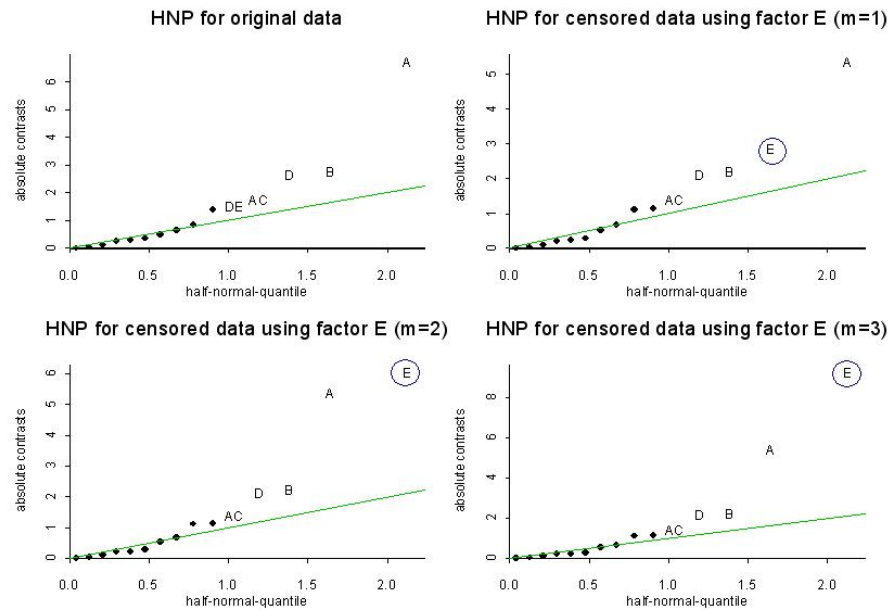 HNP for original data
absolute contrasts
6
5
4
3
2
1
0
A
B
D
AC
DE
0.0 0.5 1.0 1.5 2.0
half-normal-quantile
HNP for censored data using factor E (m=1)
absolute contrasts
5
4
3
2
1
0
A
E
B
D
AC
0.0 0.5 1.0 1.5 2.0
half-normal-quantile
HNP for censored data using factor E (m=2)
absolute contrasts
6
5
4
3
2
1
0
E
A
B
D
AC
0.0 0.5 1.0 1.5 2.0
half-normal-quantile
HNP for censored data using factor E (m=3)
absolute contrasts
8
6
4
2
0
E
A
B
D
AC
0.0 0.5 1.0 1.5 2.0
half-normal-quantile